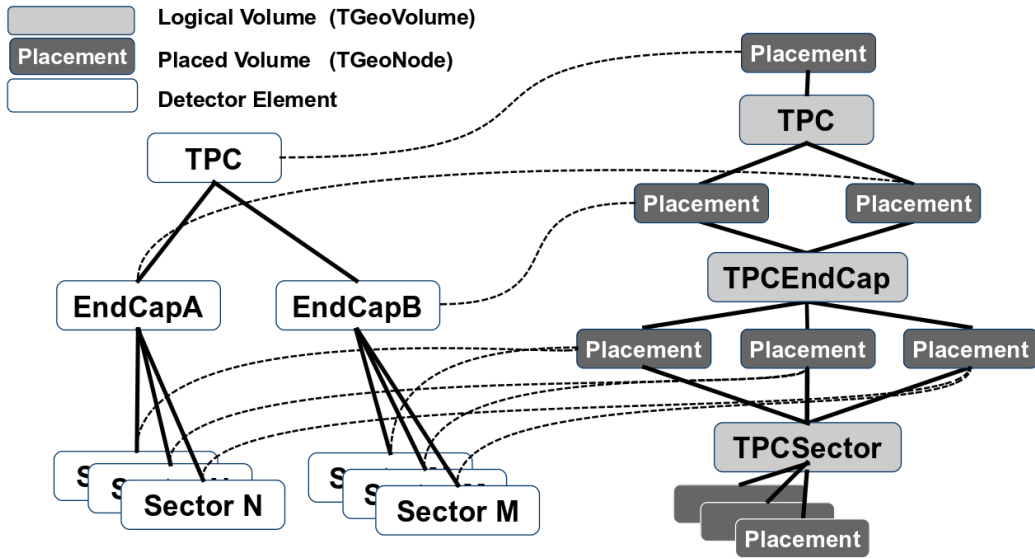 Logical Volume (TGeoVolume)
Placement
Placed Volume (TGeoNode)
Detector Element
Placement
TPC
TPC
Placement
Placement
TPCEndCap
EndCapA
EndCapB
Placement
Placement
Placement
TPCSector
Sector N
Sector M
Placement